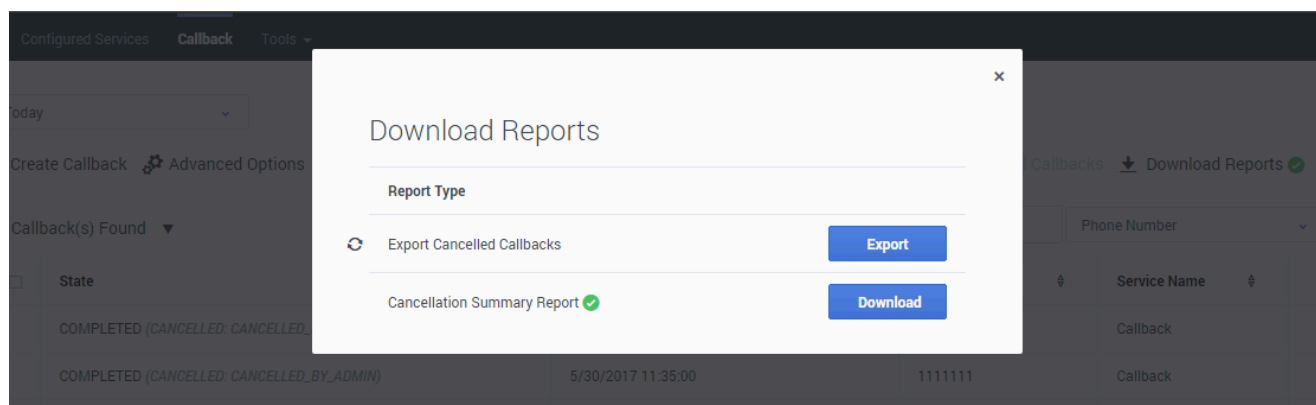 Configured Services Callback Tools
Today
Create Callback Advanced Options Callbacks Download Reports
Callback(s) Found Phone Number
State Service Name
COMPLETED (CANCELLED: CANCELLED_ Callback
COMPLETED (CANCELLED: CANCELLED_BY_ADMIN) 5/30/2017 11:35:00 1111111 Callback
×
Download Reports
Report Type
Export Cancelled Callbacks Export
Cancellation Summary Report Download